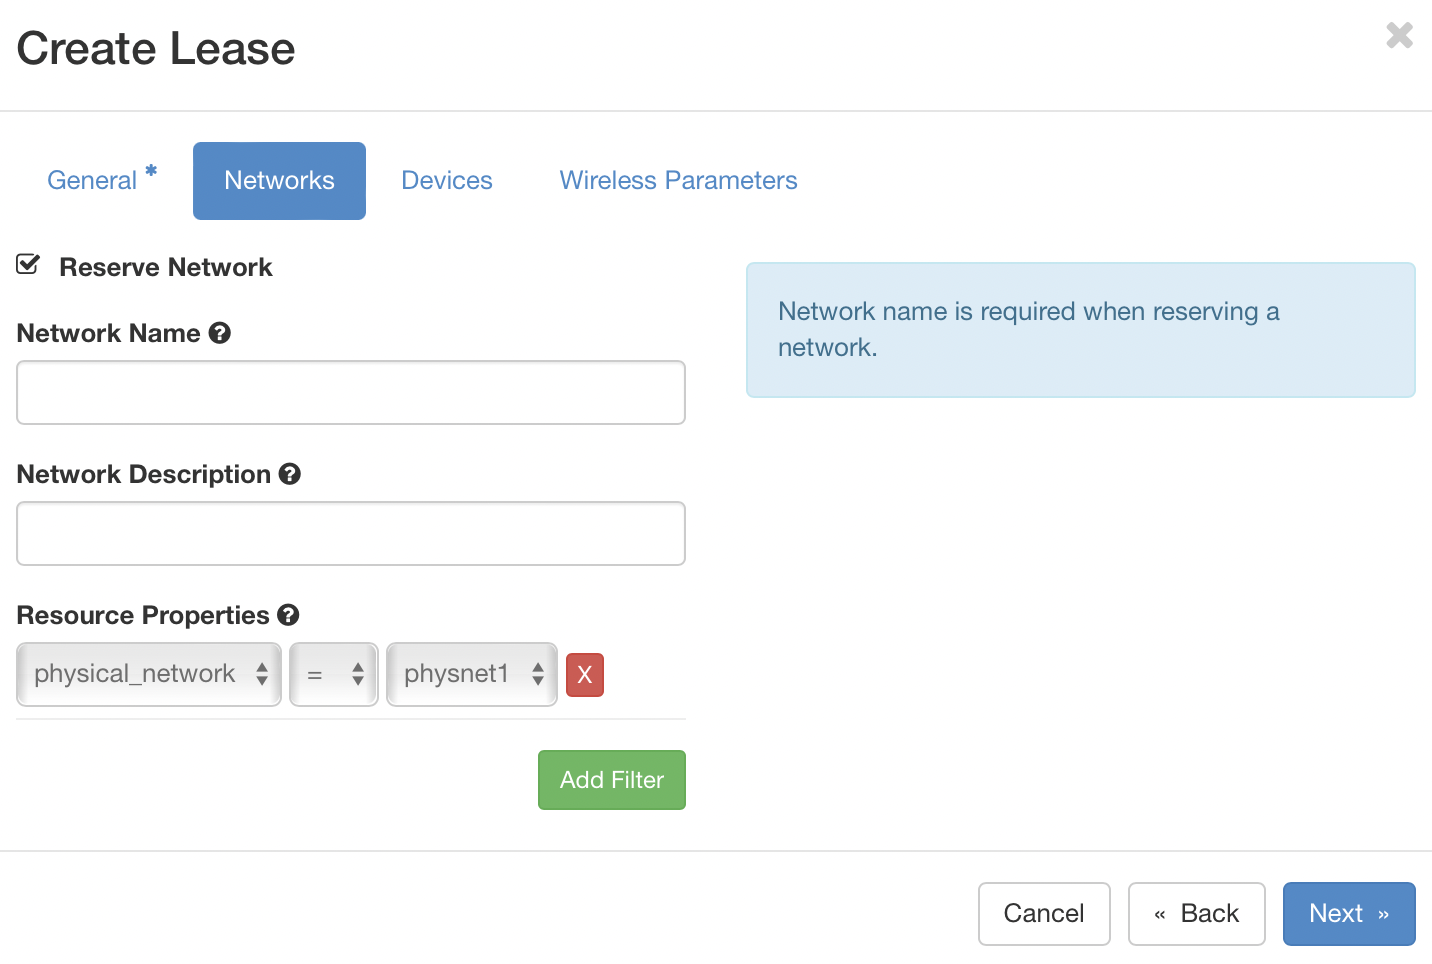 Create Lease
General *
Networks
Devices
Wireless Parameters
Reserve Network
Network name is required when reserving a
network.
Network Name
Network Description
Resource Properties
physical_network
=
physnet1
X
Add Filter
Cancel
« Back
Next »